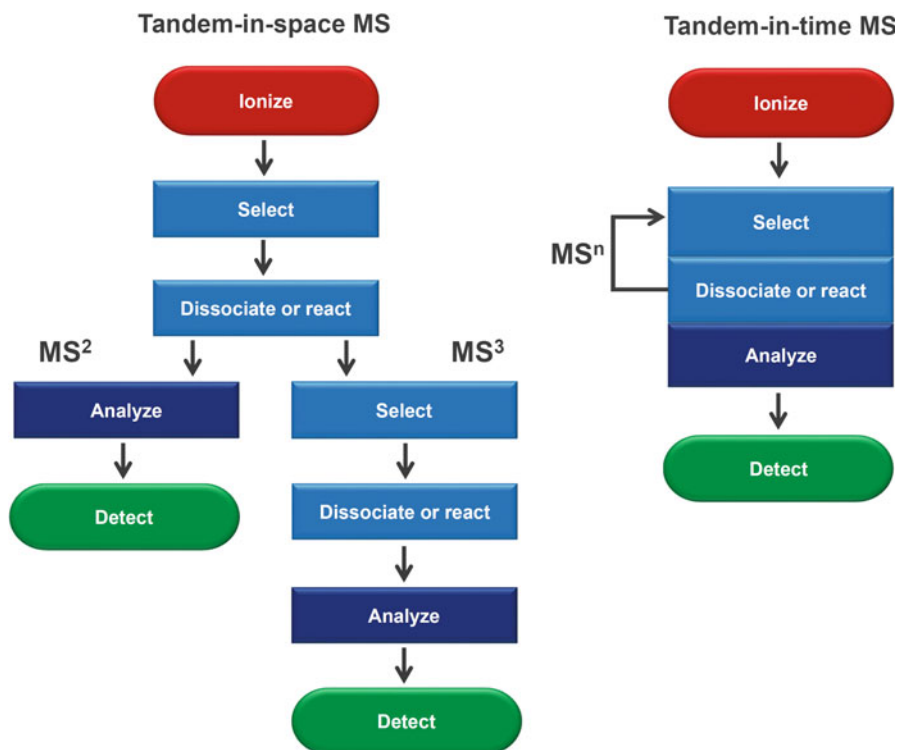 Tandem-in-space MS
Ionize
Select
Dissociate or react
MS²
Analyze
Detect
MS³
Select
Dissociate or react
Analyze
Detect
Tandem-in-time MS
Ionize
Select
MSⁿ
Dissociate or react
Analyze
Detect